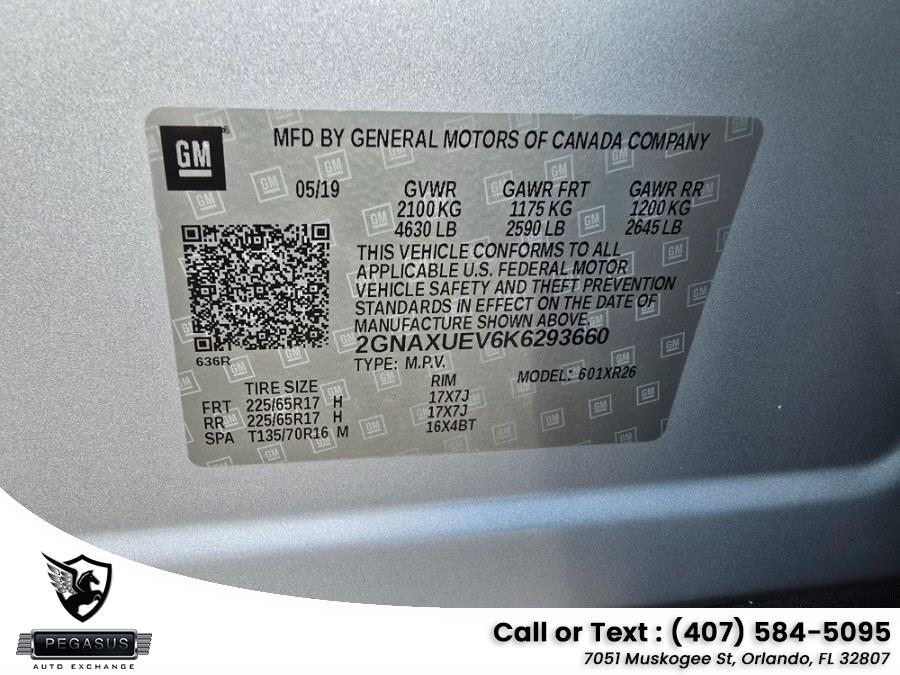 GM
MFD BY GENERAL MOTORS OF CANADA COMPANY
05/19 GVWR GAWR FRT GAWR RR
2100 KG 1175 KG 1200 KG
4630 LB 2590 LB 2645 LB
THIS VEHICLE CONFORMS TO ALL
APPLICABLE U.S. FEDERAL MOTOR
VEHICLE SAFETY AND THEFT PREVENTION
STANDARDS IN EFFECT ON THE DATE OF
MANUFACTURE SHOWN ABOVE.
2GNAXUEV6K6293660
636R
TYPE: M.P.V. MODEL: 601XR26
TIRE SIZE RIM
FRT 225/65R17 H 17X7J
RR 225/65R17 H 17X7J
SPA T135/70R16 M 16X4BT
PEGASUS
AUTO EXCHANGE
Call or Text : (407) 584-5095
7051 Muskogee St, Orlando, FL 32807